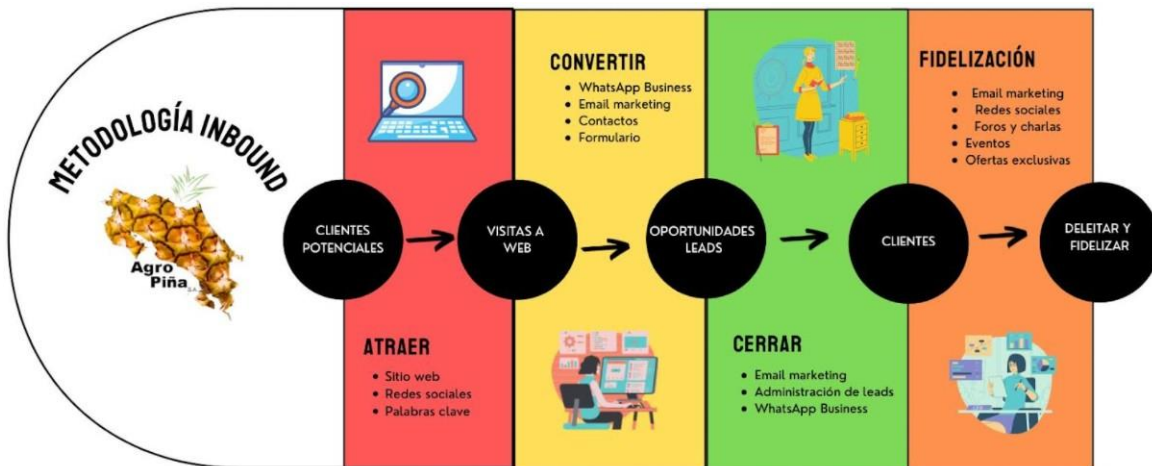 METODOLOGÍA INBOUND
Agro
Piña
S.A.
CLIENTES
POTENCIALES
ATRAER
• Sitio web
• Redes sociales
• Palabras clave
VISITAS A
WEB
CONVERTIR
• WhatsApp Business
• Email marketing
• Contactos
• Formulario
OPORTUNIDADES
LEADS
CERRAR
• Email marketing
• Administración de leads
• WhatsApp Business
CLIENTES
FIDELIZACIÓN
• Email marketing
• Redes sociales
• Foros y charlas
• Eventos
• Ofertas exclusivas
DELEITAR Y
FIDELIZAR